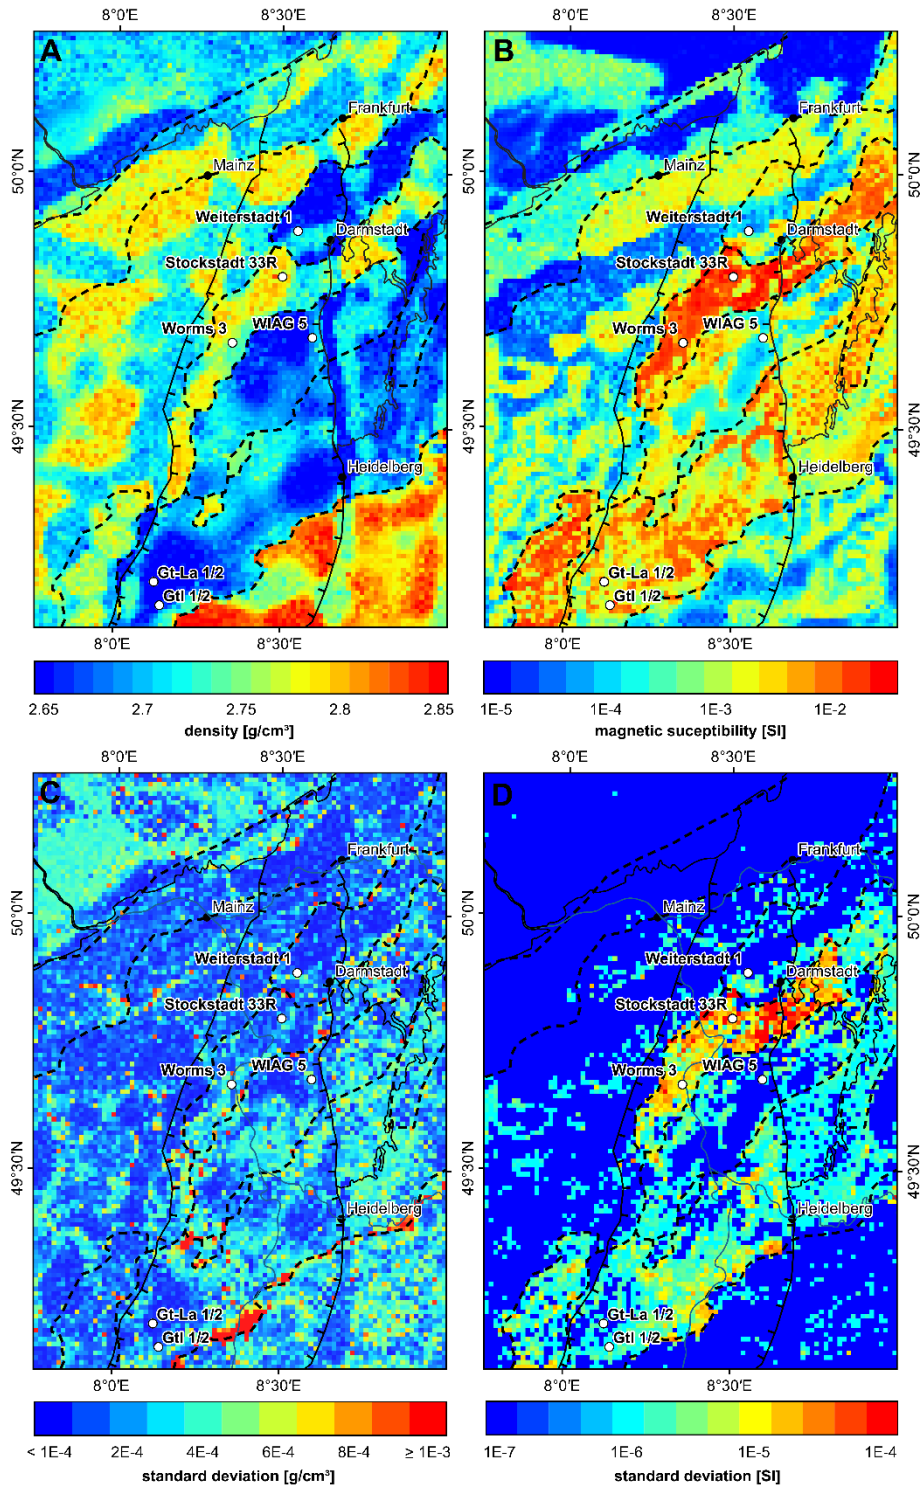 8°0'E 8°30'E 8°0'E 8°30'E
A B
Frankfurt Frankfurt
50°0'N Mainz Mainz 50°0'N
Weiterstadt 1 Weiterstadt 1
Darmstadt Darmstadt
Stockstadt 33R Stockstadt 33R
Worms 3 WIAG 5 Worms 3 WIAG 5
49°30'N 49°30'N
Heidelberg Heidelberg
Gt-La 1/2 Gt-La 1/2
GtI 1/2 GtI 1/2
8°0'E 8°30'E 8°0'E 8°30'E
2.65 2.7 2.75 2.8 2.85 1E-5 1E-4 1E-3 1E-2
density [g/cm³] magnetic suceptibility [SI]
8°0'E 8°30'E 8°0'E 8°30'E
C D
Frankfurt Frankfurt
50°0'N Mainz Mainz 50°0'N
Weiterstadt 1 Weiterstadt 1
Darmstadt Darmstadt
Stockstadt 33R Stockstadt 33R
Worms 3 WIAG 5 Worms 3 WIAG 5
49°30'N 49°30'N
Heidelberg Heidelberg
Gt-La 1/2 Gt-La 1/2
GtI 1/2 GtI 1/2
8°0'E 8°30'E 8°0'E 8°30'E
< 1E-4 2E-4 4E-4 6E-4 8E-4 ≥ 1E-3 1E-7 1E-6 1E-5 1E-4
standard deviation [g/cm³] standard deviation [SI]